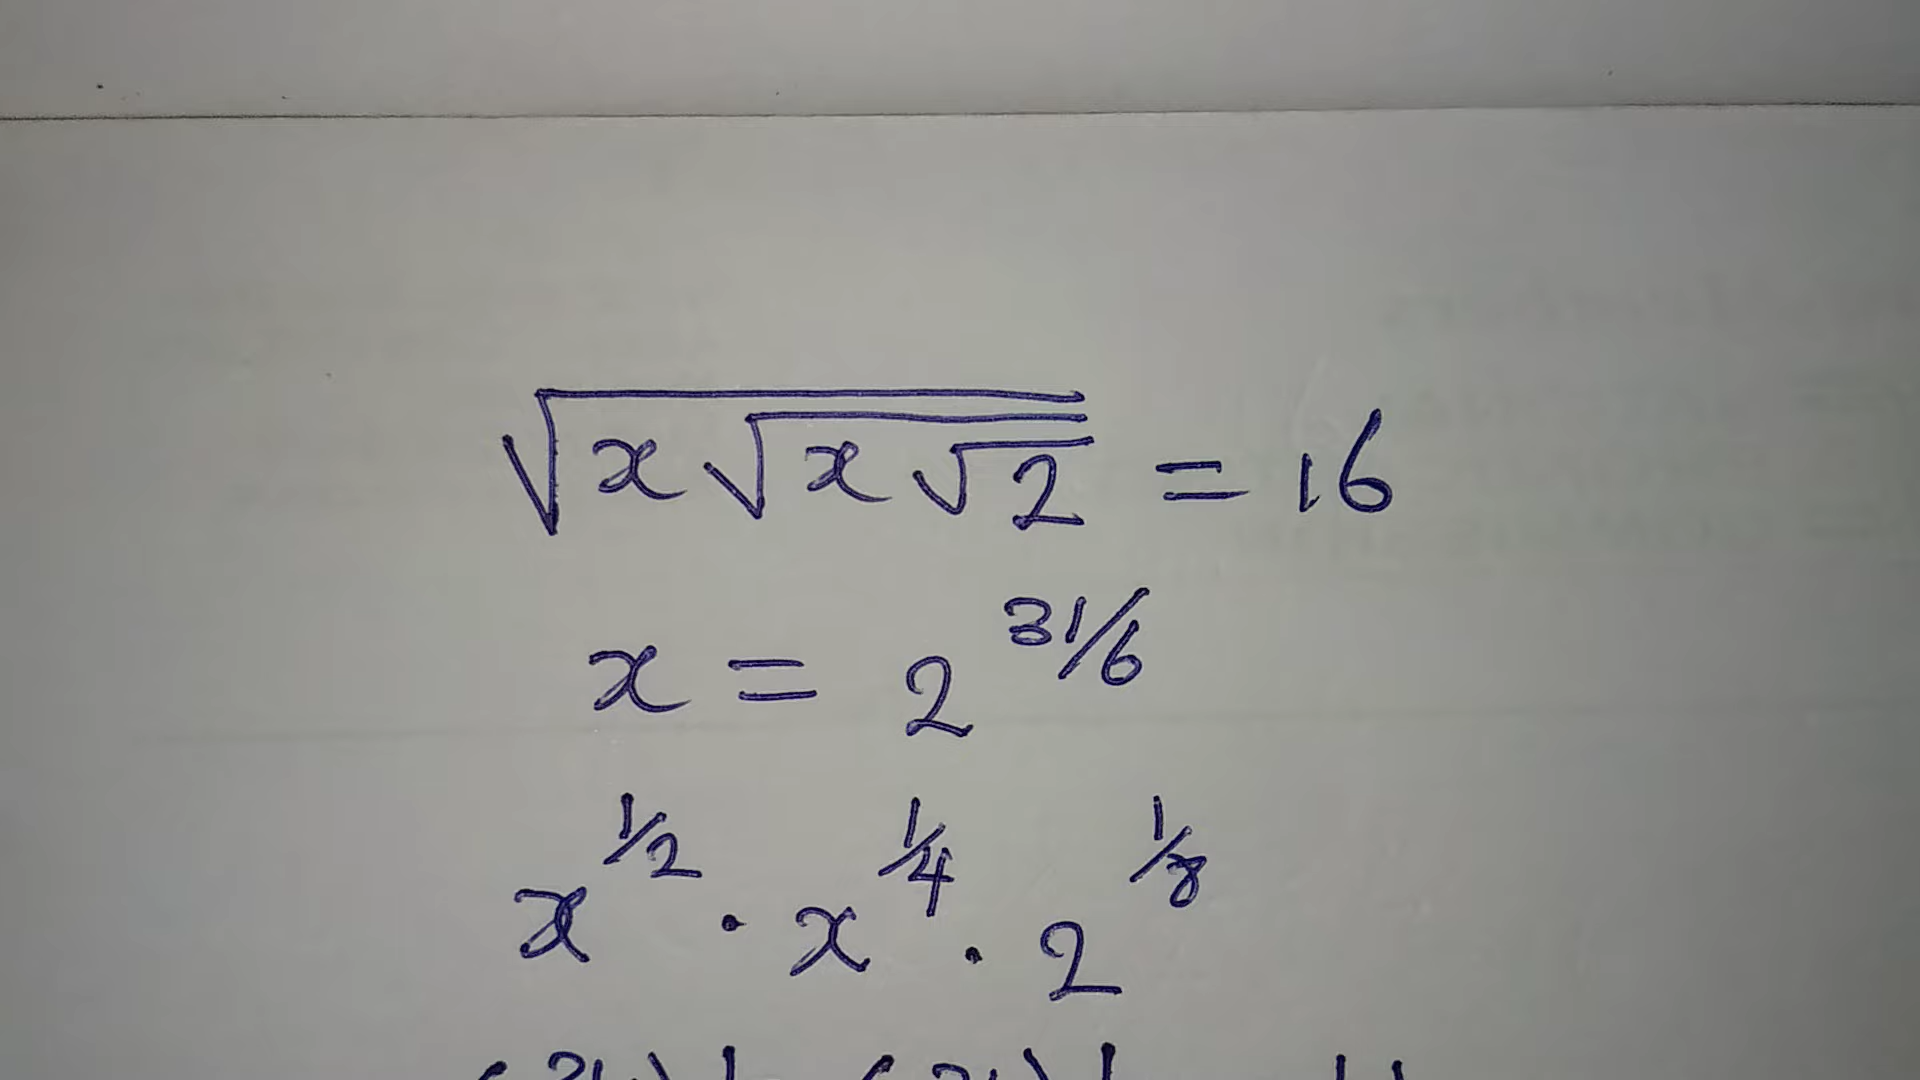 √(x√(x√2)) = 16
x = 2^(31/6)
x^(1/2) · x^(1/4) · 2^(1/8)